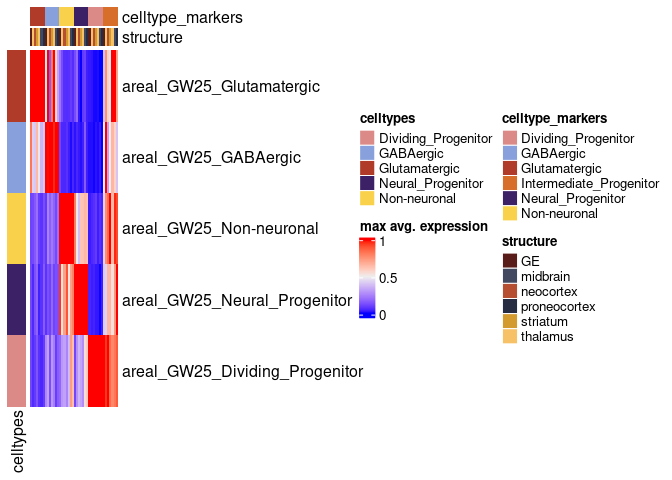 celltype_markers
structure
areal_GW25_Glutamatergic
areal_GW25_GABAergic
areal_GW25_Non-neuronal
areal_GW25_Neural_Progenitor
areal_GW25_Dividing_Progenitor
celltypes
celltypes
Dividing_Progenitor
GABAergic
Glutamatergic
Neural_Progenitor
Non-neuronal
max avg. expression
1
0.5
0
celltype_markers
Dividing_Progenitor
GABAergic
Glutamatergic
Intermediate_Progenitor
Neural_Progenitor
Non-neuronal
structure
GE
midbrain
neocortex
proneocortex
striatum
thalamus